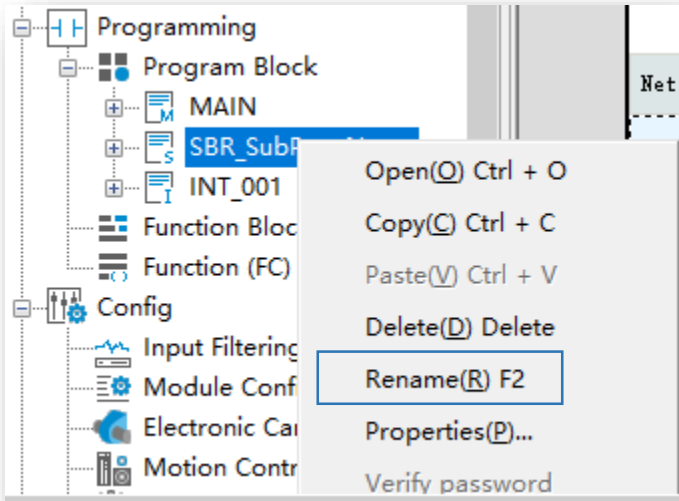 Programming
Program Block
MAIN
SBR_SubP
INT_001
Function Bloc
Function (FC)
Config
Input Filtering
Module Conf
Electronic Ca
Motion Contr
Open(O) Ctrl + O
Copy(C) Ctrl + C
Paste(V) Ctrl + V
Delete(D) Delete
Rename(R) F2
Properties(P)...
Verify password
Net